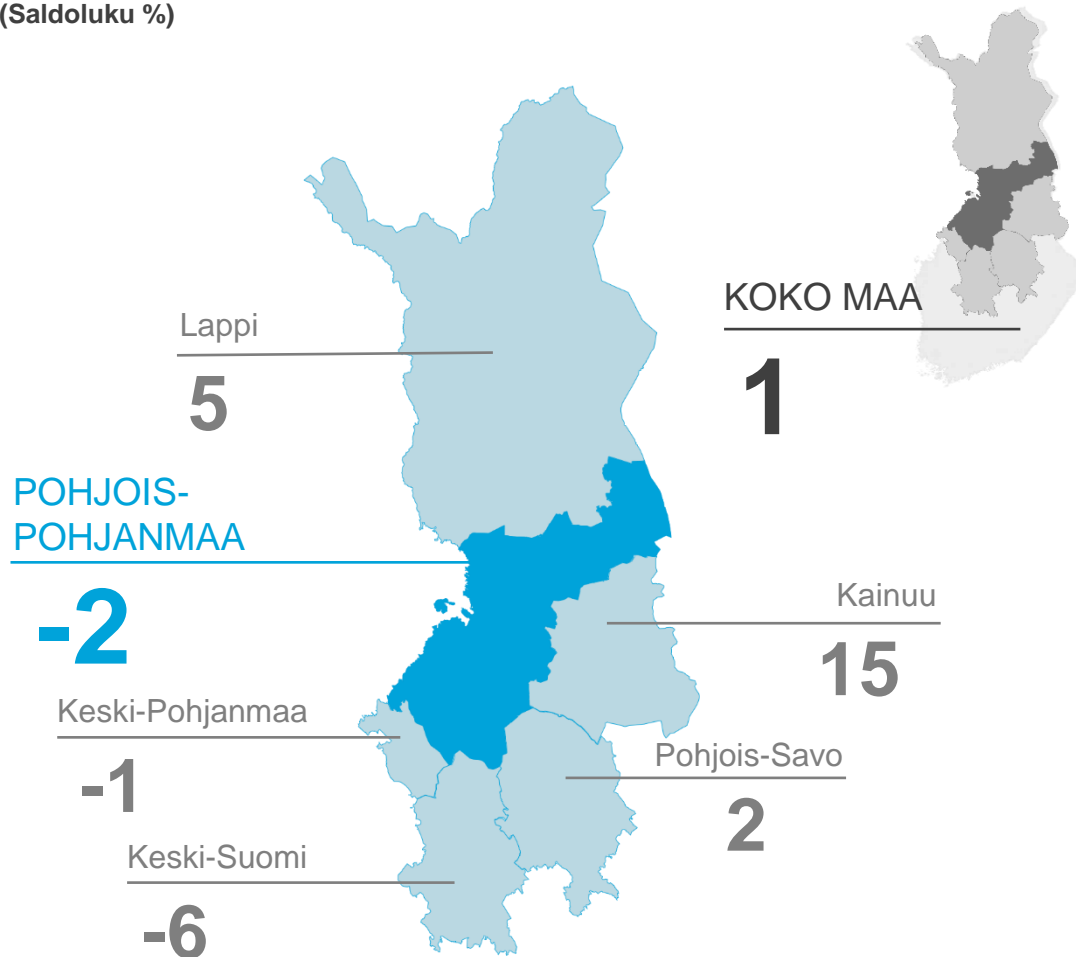 (Saldoluku %)
KOKO MAA
1
Lappi
5
POHJOIS-
POHJANMAA
-2
Kainuu
15
Keski-Pohjanmaa
-1
Pohjois-Savo
2
Keski-Suomi
-6